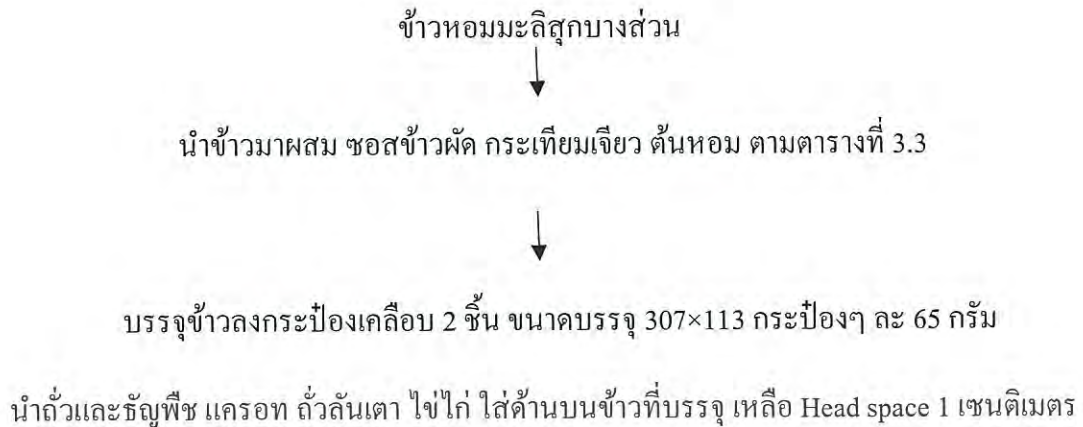 ข้าวหอมมะลิสุกบางส่วน
นำข้าวมาผสม ซอสข้าวผัด กระเทียมเจียว ต้นหอม ตามตารางที่ 3.3
บรรจุข้าวลงกระป๋องเคลือบ 2 ชิ้น ขนาดบรรจุ 307×113 กระป๋องๆ ละ 65 กรัม
นำถั่วและธัญพืช แครอท ถั่วลันเตา ไข่ไก่ ใส่ด้านบนข้าวที่บรรจุ เหลือ Head space 1 เซนติเมตร